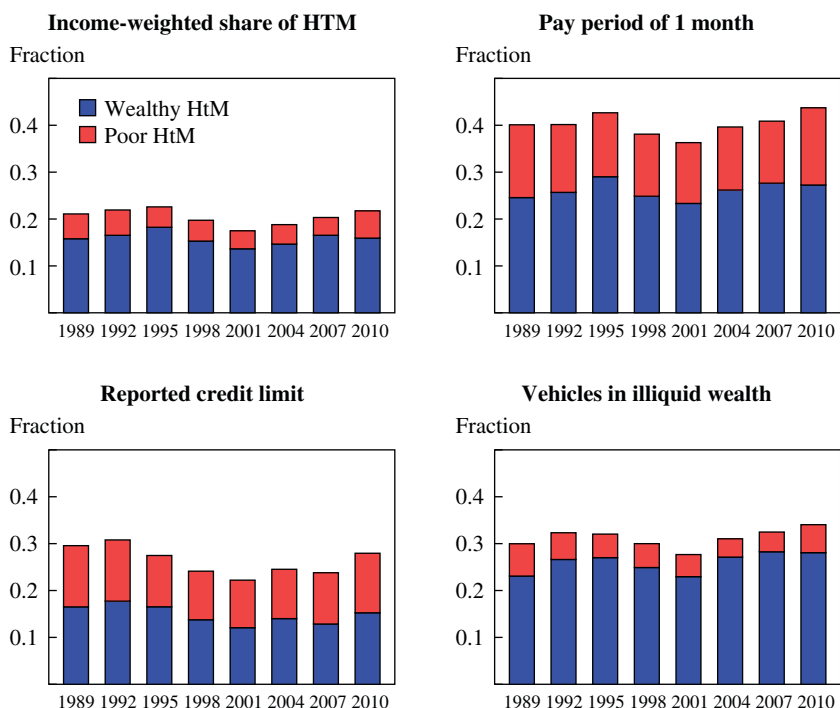 Income-weighted share of HTM
Fraction
0.4
0.3
0.2
0.1
Wealthy HtM
Poor HtM
1989 1992 1995 1998 2001 2004 2007 2010
Pay period of 1 month
Fraction
0.4
0.3
0.2
0.1
1989 1992 1995 1998 2001 2004 2007 2010
Reported credit limit
Fraction
0.4
0.3
0.2
0.1
1989 1992 1995 1998 2001 2004 2007 2010
Vehicles in illiquid wealth
Fraction
0.4
0.3
0.2
0.1
1989 1992 1995 1998 2001 2004 2007 2010